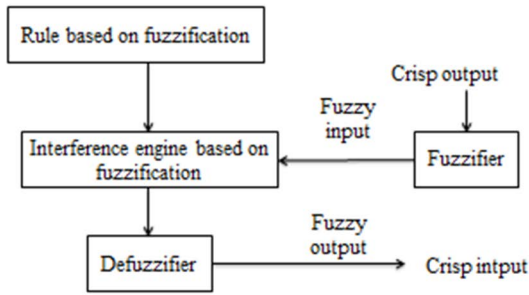 Rule based on fuzzification
Crisp output
Fuzzy
input
Interference engine based on
fuzzification
Fuzzifier
Fuzzy
output
Defuzzifier
Crisp intput